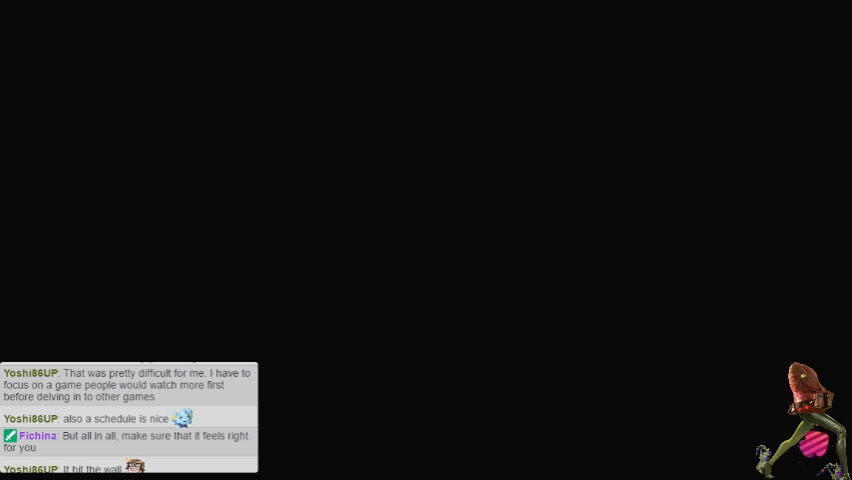 Yoshi86UP: That was pretty difficult for me. I have to
focus on a game people would watch more first
before delving in to other games
Yoshi86UP: also a schedule is nice
Fichina: But all in all, make sure that it feels right
for you
Yoshi86UP: It hit the wall